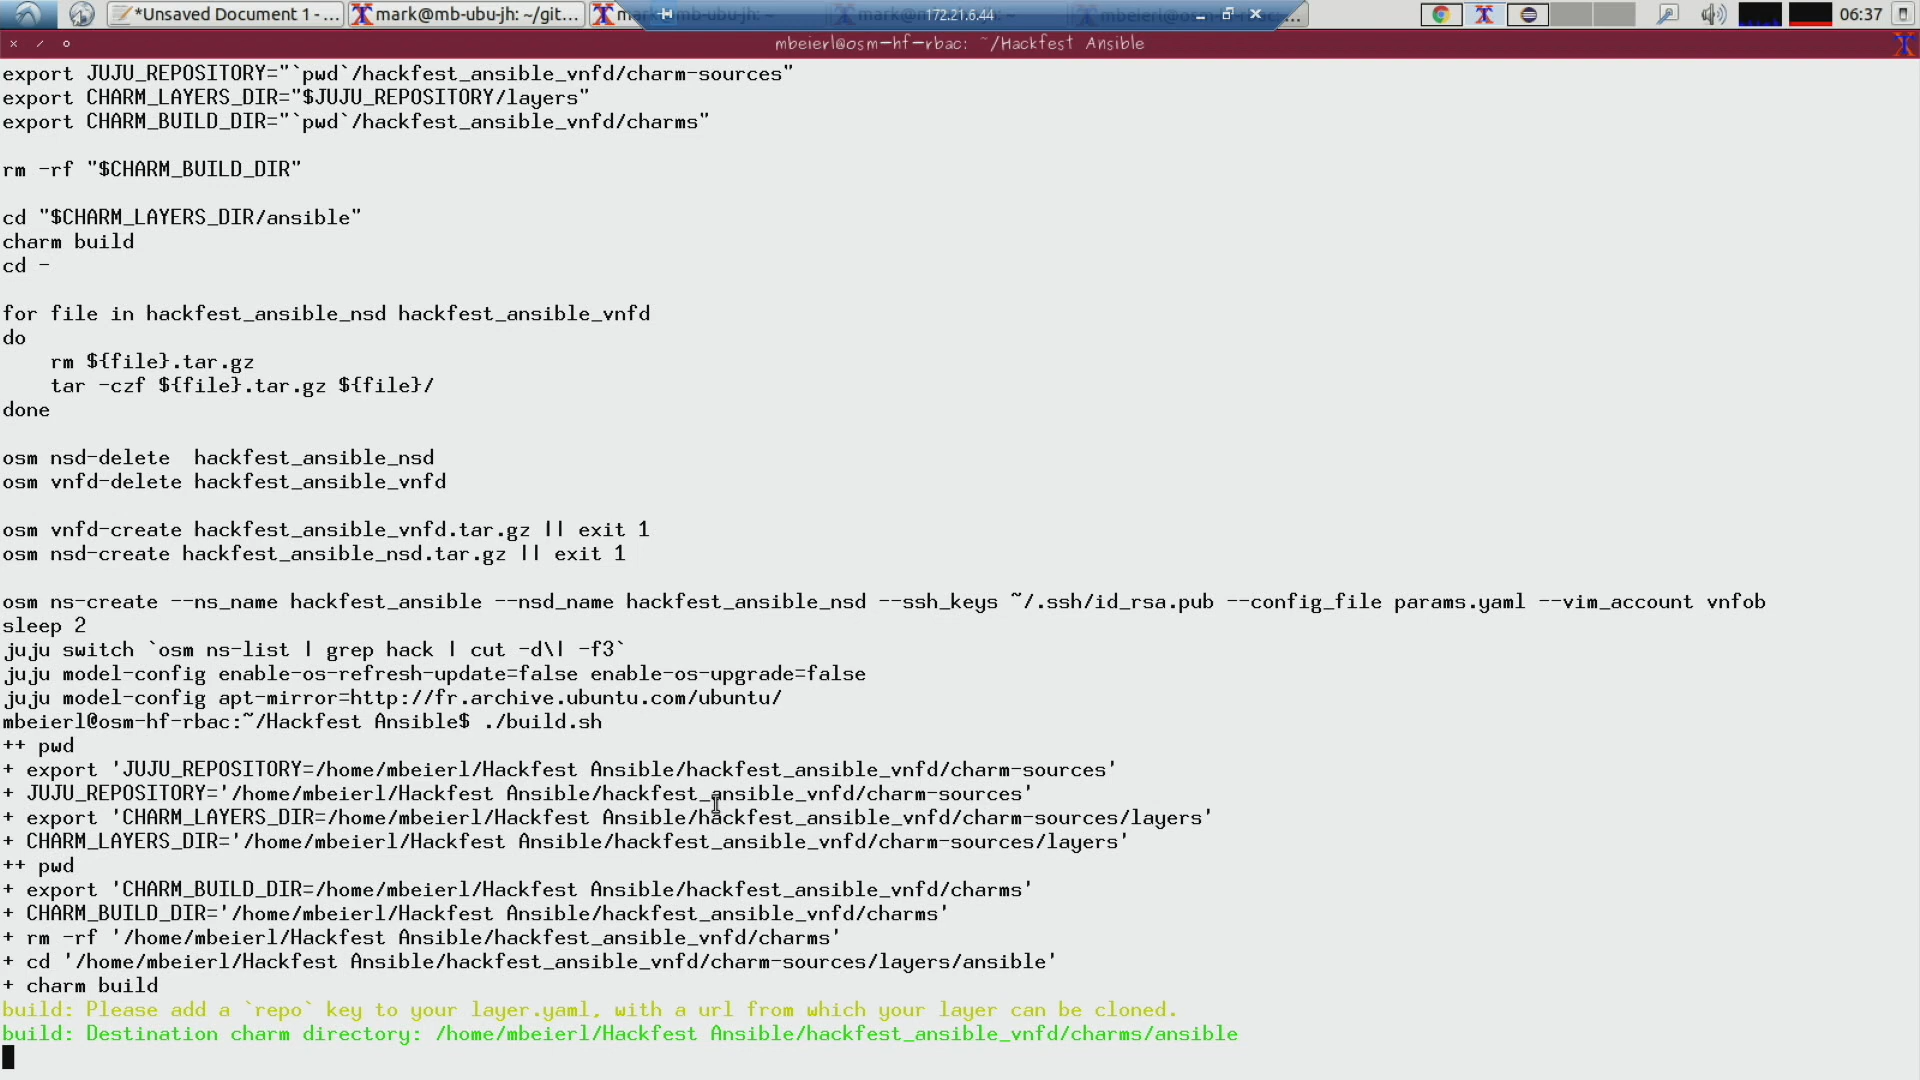 *Unsaved Document 1 - ...
mark@mb-ubu-jh: ~/git...
mark@mb-ubu-jh: ~
172.21.6.44
06:37
mbeierl@osm-hf-rbac: ~/Hackfest Ansible
export JUJU_REPOSITORY="`pwd`/hackfest_ansible_vnfd/charm-sources"
export CHARM_LAYERS_DIR="$JUJU_REPOSITORY/layers"
export CHARM_BUILD_DIR="`pwd`/hackfest_ansible_vnfd/charms"
rm -rf "$CHARM_BUILD_DIR"
cd "$CHARM_LAYERS_DIR/ansible"
charm build
cd -
for file in hackfest_ansible_nsd hackfest_ansible_vnfd
do
    rm ${file}.tar.gz
    tar -czf ${file}.tar.gz ${file}/
done
osm nsd-delete  hackfest_ansible_nsd
osm vnfd-delete hackfest_ansible_vnfd
osm vnfd-create hackfest_ansible_vnfd.tar.gz || exit 1
osm nsd-create hackfest_ansible_nsd.tar.gz || exit 1
osm ns-create --ns_name hackfest_ansible --nsd_name hackfest_ansible_nsd --ssh_keys ~/.ssh/id_rsa.pub --config_file params.yaml --vim_account vnfob
sleep 2
juju switch `osm ns-list | grep hack | cut -d\| -f3`
juju model-config enable-os-refresh-update=false enable-os-upgrade=false
juju model-config apt-mirror=http://fr.archive.ubuntu.com/ubuntu/
mbeierl@osm-hf-rbac:~/Hackfest Ansible$ ./build.sh
++ pwd
+ export 'JUJU_REPOSITORY=/home/mbeierl/Hackfest Ansible/hackfest_ansible_vnfd/charm-sources'
+ JUJU_REPOSITORY='/home/mbeierl/Hackfest Ansible/hackfest_ansible_vnfd/charm-sources'
+ export 'CHARM_LAYERS_DIR=/home/mbeierl/Hackfest Ansible/hackfest_ansible_vnfd/charm-sources/layers'
+ CHARM_LAYERS_DIR='/home/mbeierl/Hackfest Ansible/hackfest_ansible_vnfd/charm-sources/layers'
++ pwd
+ export 'CHARM_BUILD_DIR=/home/mbeierl/Hackfest Ansible/hackfest_ansible_vnfd/charms'
+ CHARM_BUILD_DIR='/home/mbeierl/Hackfest Ansible/hackfest_ansible_vnfd/charms'
+ rm -rf '/home/mbeierl/Hackfest Ansible/hackfest_ansible_vnfd/charms'
+ cd '/home/mbeierl/Hackfest Ansible/hackfest_ansible_vnfd/charm-sources/layers/ansible'
+ charm build
build: Please add a `repo` key to your layer.yaml, with a url from which your layer can be cloned.
build: Destination charm directory: /home/mbeierl/Hackfest Ansible/hackfest_ansible_vnfd/charms/ansible